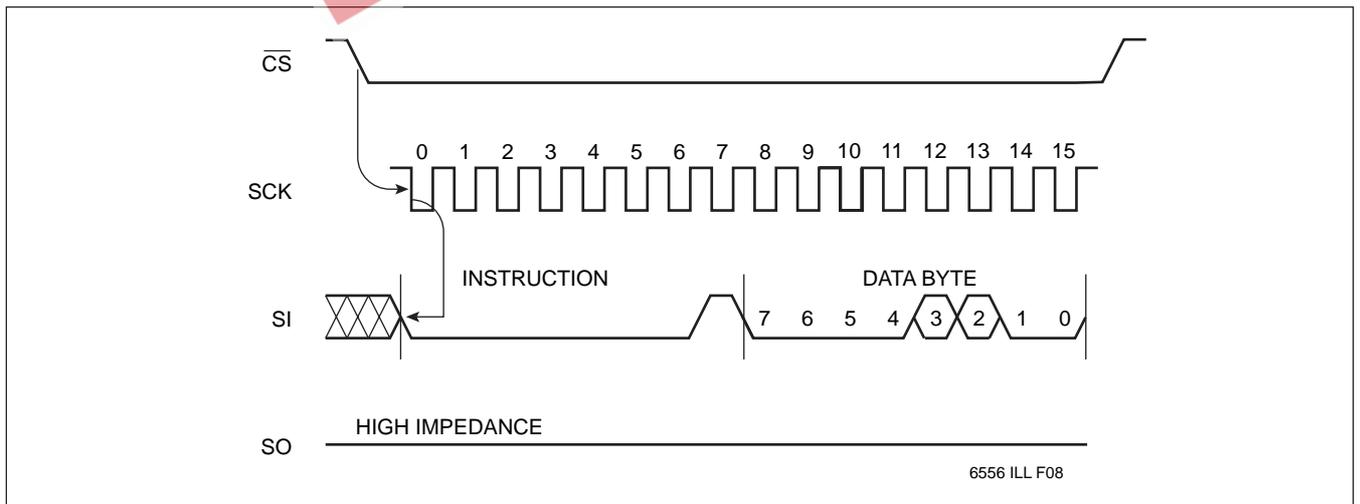 CS
0 1 2 3 4 5 6 7 8 9 10 11 12 13 14 15
SCK
INSTRUCTION DATA BYTE
SI 7 6 5 4 3 2 1 0
HIGH IMPEDANCE
SO
6556 ILL F08